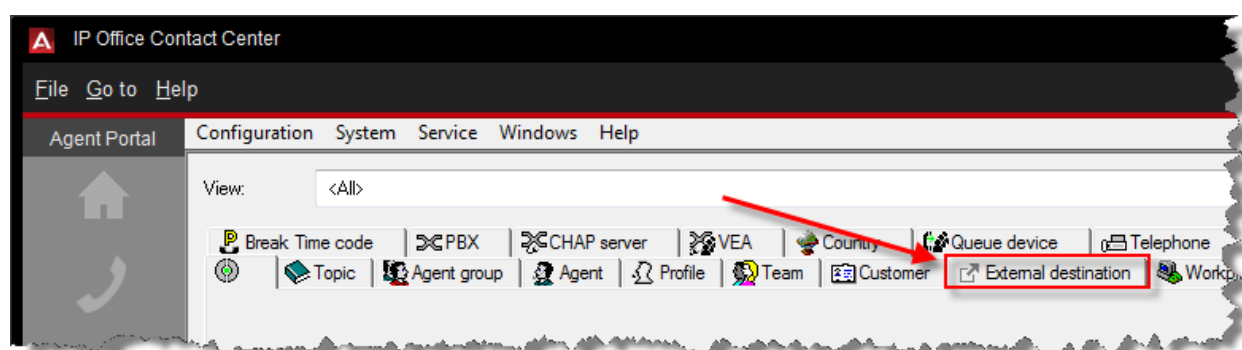 IP Office Contact Center
File Go to Help
Agent Portal Configuration System Service Windows Help
View: <All>
Break Time code PBX CHAP server VEA Country Queue device Telephone
Topic Agent group Agent Profile Team Customer External destination